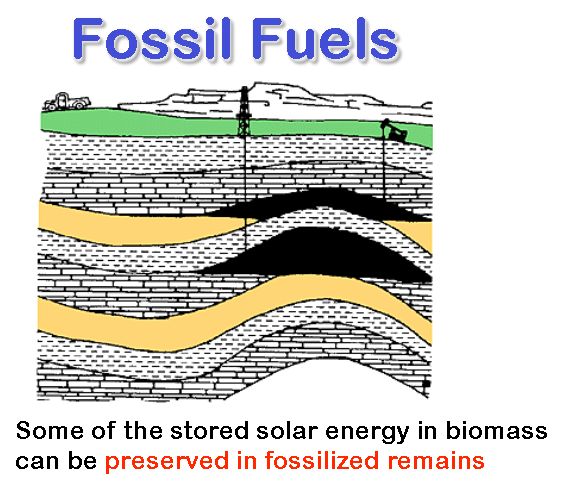 Fossil Fuels
Some of the stored solar energy in biomass
can be preserved in fossilized remains